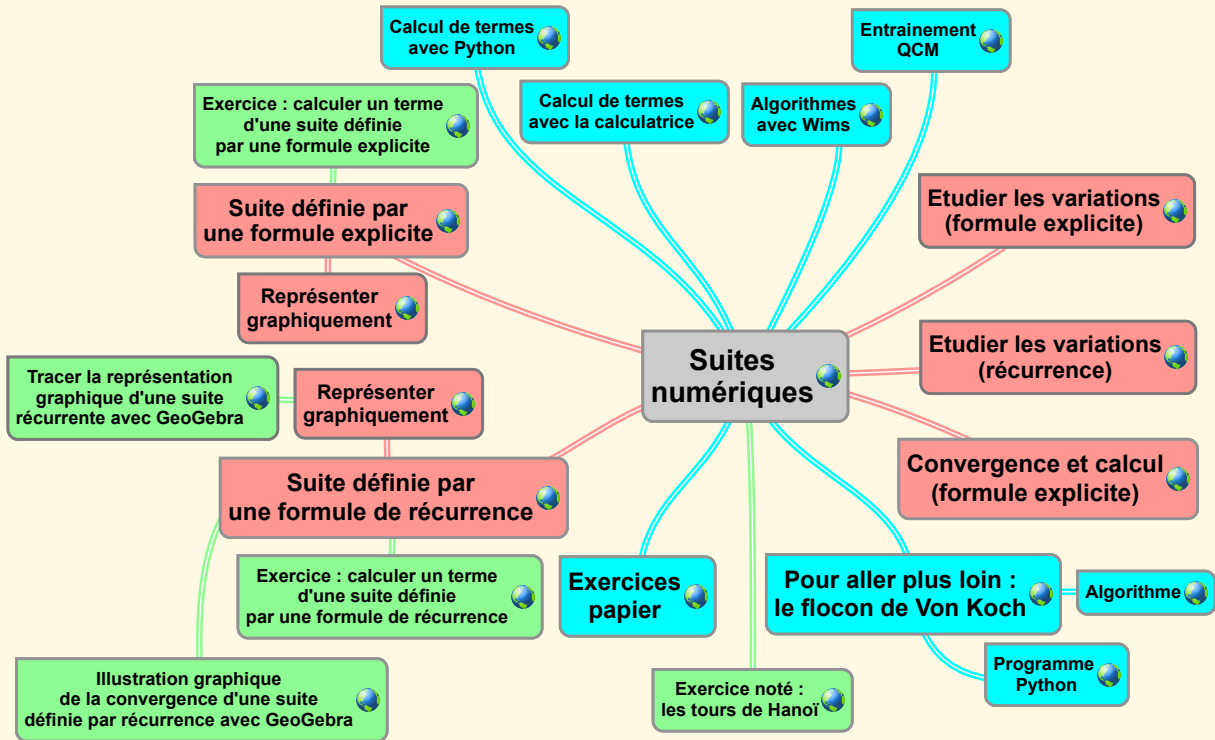 Calcul de termes
avec Python
Entrainement
QCM
Exercice : calculer un terme
d'une suite définie
par une formule explicite
Calcul de termes
avec la calculatrice
Algorithmes
avec Wims
Suite définie par
une formule explicite
Etudier les variations
(formule explicite)
Représenter
graphiquement
Suites
numériques
Etudier les variations
(récurrence)
Tracer la représentation
graphique d'une suite
récurrente avec GeoGebra
Représenter
graphiquement
Suite définie par
une formule de récurrence
Convergence et calcul
(formule explicite)
Exercice : calculer un terme
d'une suite définie
par une formule de récurrence
Exercices
papier
Pour aller plus loin :
le flocon de Von Koch
Algorithme
Illustration graphique
de la convergence d'une suite
définie par récurrence avec GeoGebra
Exercice noté :
les tours de Hanoï
Programme
Python